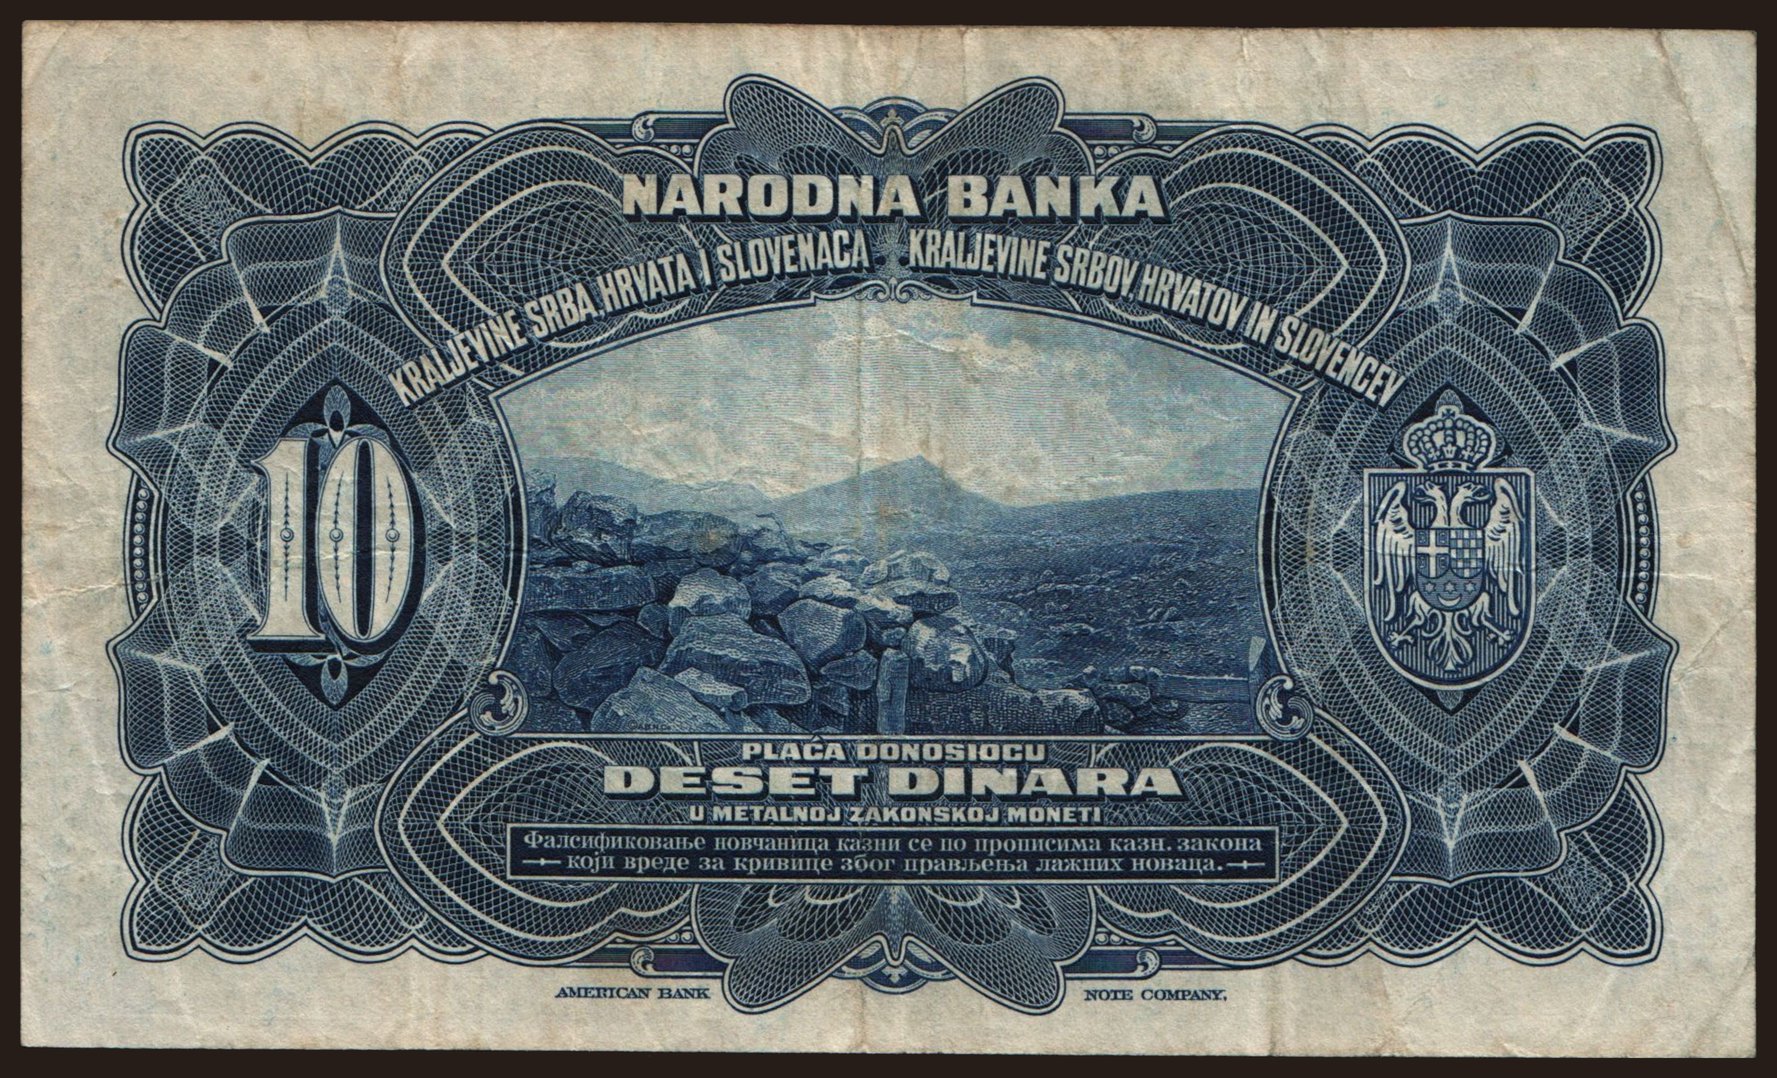 NARODNA BANKA
KRALJEVINE SRBA, HRVATA I SLOVENACA KRALJEVINE SRBOV, HRVATOV IN SLOVENCEV
10
PLAĆA DONOSIOCU
DESET DINARA
U METALNOJ ZAKONSKOJ MONETI
Фалсификовање новчаница казни се по прописима казн. закона
који вреде за кривице због прављења лажних новаца.
AMERICAN BANK NOTE COMPANY.